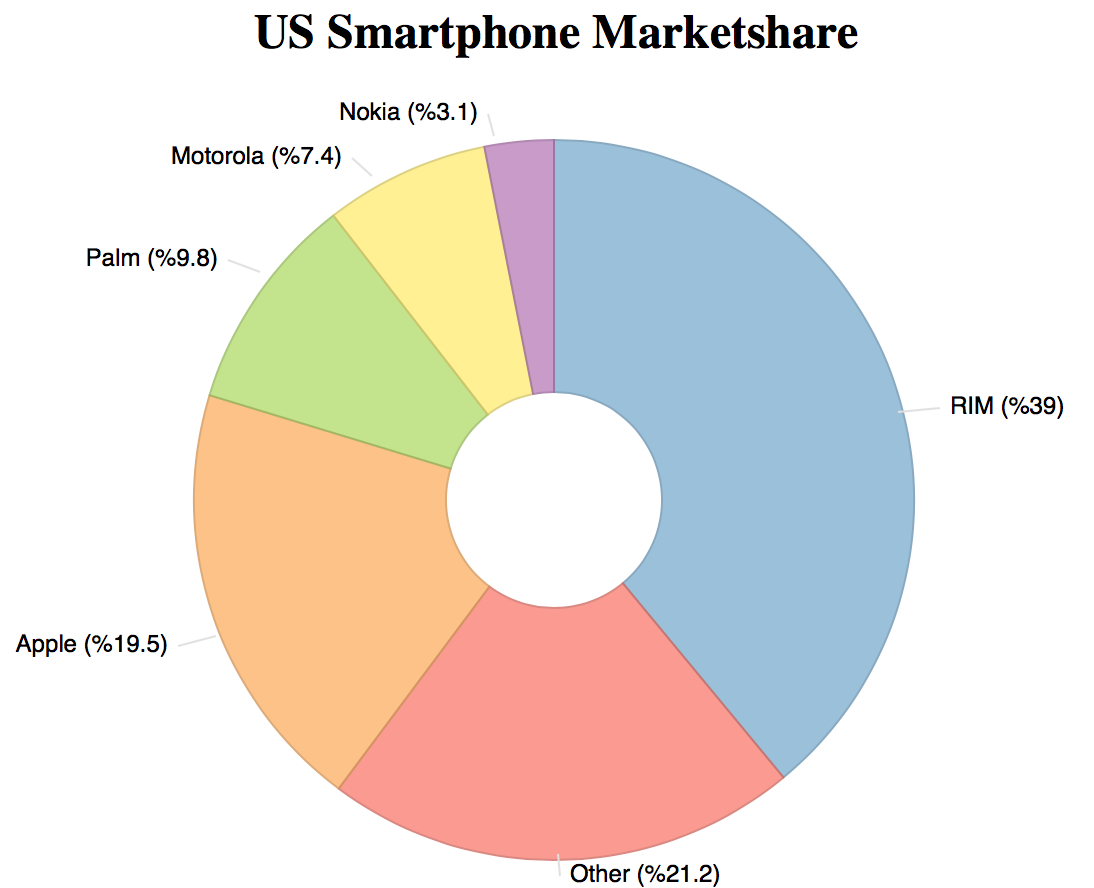 US Smartphone Marketshare
Nokia (%3.1)
Motorola (%7.4)
Palm (%9.8)
RIM (%39)
Apple (%19.5)
Other (%21.2)